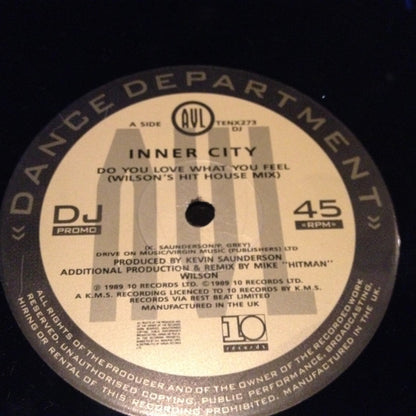 « DANCE DEPARTMENT »
AVL
A SIDE
TENX273
DJ
INNER CITY
DO YOU LOVE WHAT YOU FEEL
(WILSON'S HIT HOUSE MIX)
DJ
PROMO
45
«RPM»
(K. SAUNDERSON/P. GREY)
DRIVE ON MUSIC/VIRGIN MUSIC (PUBLISHERS) LTD
PRODUCED BY KEVIN SAUNDERSON
ADDITIONAL PRODUCTION & REMIX BY MIKE "HITMAN"
WILSON
℗ 1989 10 RECORDS LTD. © 1989 10 RECORDS LTD.
A K.M.S. RECORDING LICENCED TO 10 RECORDS BY K.M.S.
RECORDS VIA BEST BEAT LIMITED
MANUFACTURED IN THE UK
10
records
ALL RIGHTS OF THE PRODUCER AND OF THE OWNER OF THE RECORDED WORK
RESERVED. UNAUTHORISED COPYING, PUBLIC PERFORMANCE, BROADCASTING,
HIRING OR RENTAL OF THIS RECORDING PROHIBITED. MANUFACTURED IN THE UK.